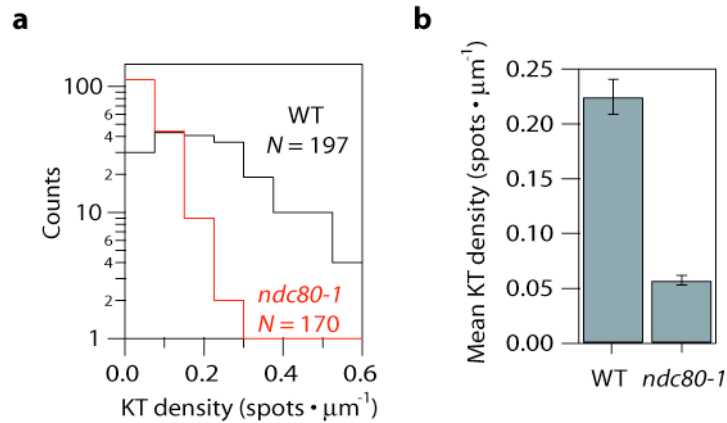 a
Counts
100
6
4
2
10
6
4
2
1
WT
N = 197
ndc80-1
N = 170
0.0 0.2 0.4 0.6
KT density (spots • μm⁻¹)
b
Mean KT density (spots • μm⁻¹)
0.25
0.20
0.15
0.10
0.05
0.00
WT ndc80-1